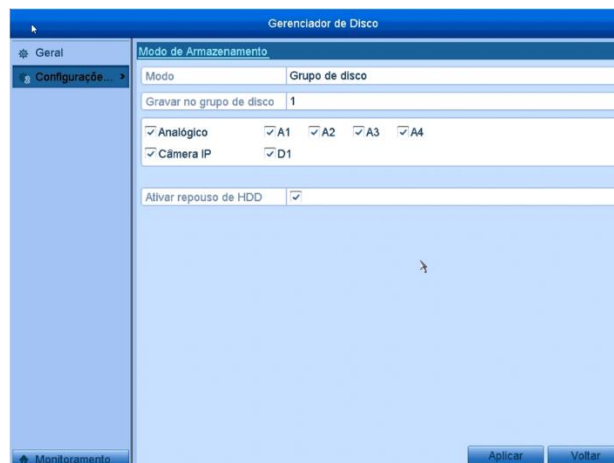 Gerenciador de Disco
Geral
Configuraçõe...
Modo de Armazenamento
Modo Grupo de disco
Gravar no grupo de disco 1
Analógico A1 A2 A3 A4
Câmera IP D1
Ativar repouso de HDD
Monitoramento
Aplicar Voltar